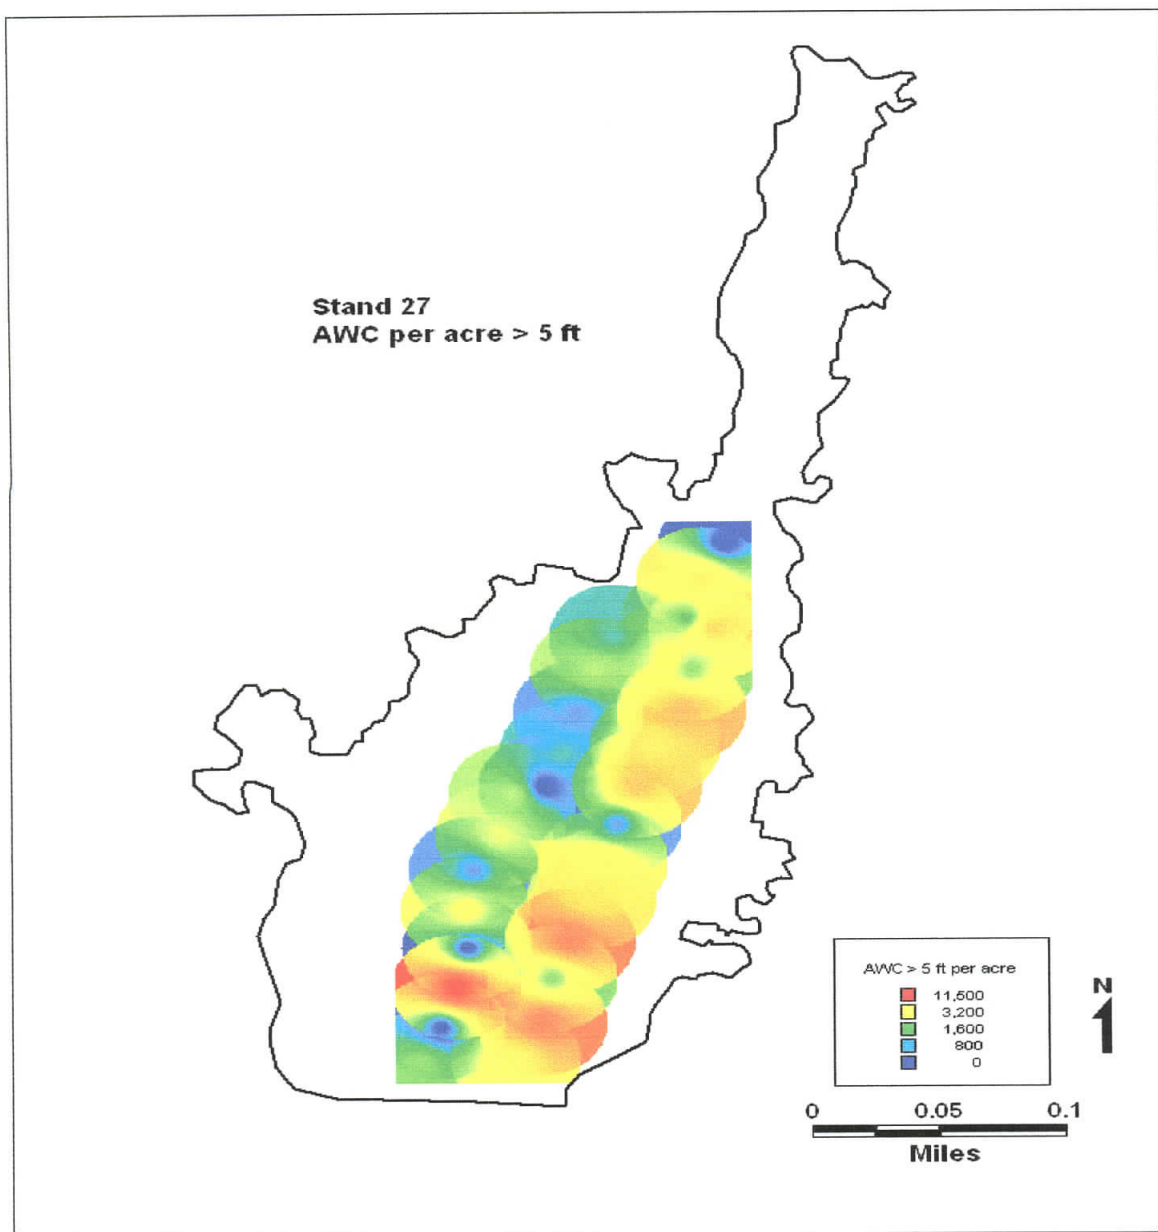 Stand 27
AWC per acre > 5 ft
AWC > 5 ft per acre
11,500
3,200
1,600
800
0
N
0 0.05 0.1
Miles